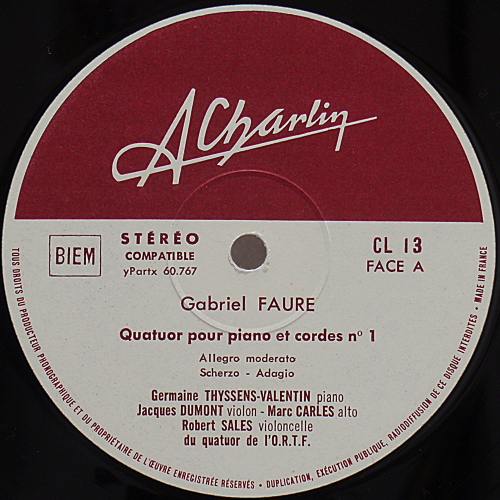 A Charlin
BIEM
STÉRÉO
COMPATIBLE
yPartx 60.767
CL 13
FACE A
Gabriel FAURE
Quatuor pour piano et cordes nº 1
Allegro moderato
Scherzo - Adagio
Germaine THYSSENS-VALENTIN piano
Jacques DUMONT violon - Marc CARLES alto
Robert SALES violoncelle
du quatuor de l'O.R.T.F.
TOUS DROITS DU PRODUCTEUR PHONOGRAPHIQUE ET DU PROPRIÉTAIRE DE L'ŒUVRE ENREGISTRÉE RÉSERVÉS • DUPLICATION, EXÉCUTION PUBLIQUE, RADIODIFFUSION DE CE DISQUE INTERDITES • MADE IN FRANCE